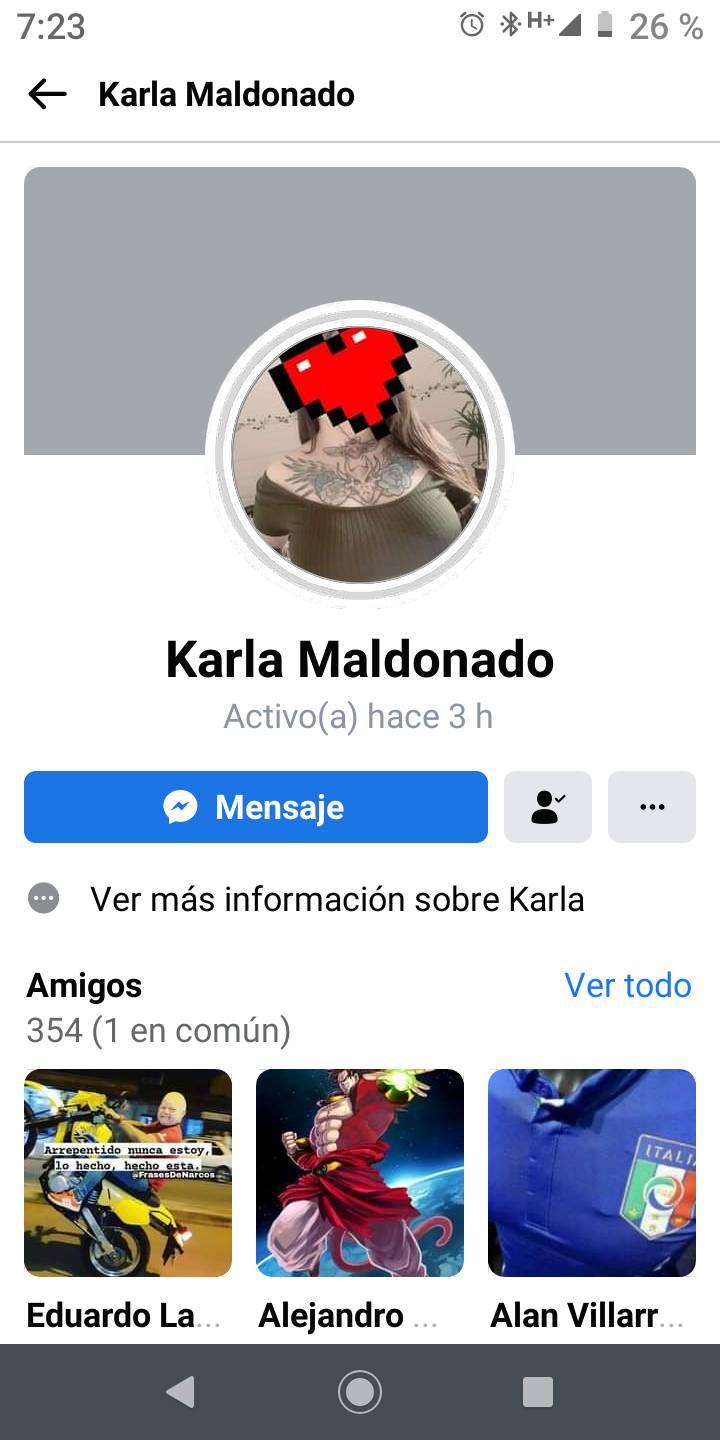 7:23
H+
26 %
Karla Maldonado
Karla Maldonado
Activo(a) hace 3 h
Mensaje
Ver más información sobre Karla
Amigos
Ver todo
354 (1 en común)
Arrepentido nunca estoy,
lo hecho, hecho esta.
@FrasesDeNarcos
ITALIA
Eduardo La...
Alejandro ...
Alan Villarr...